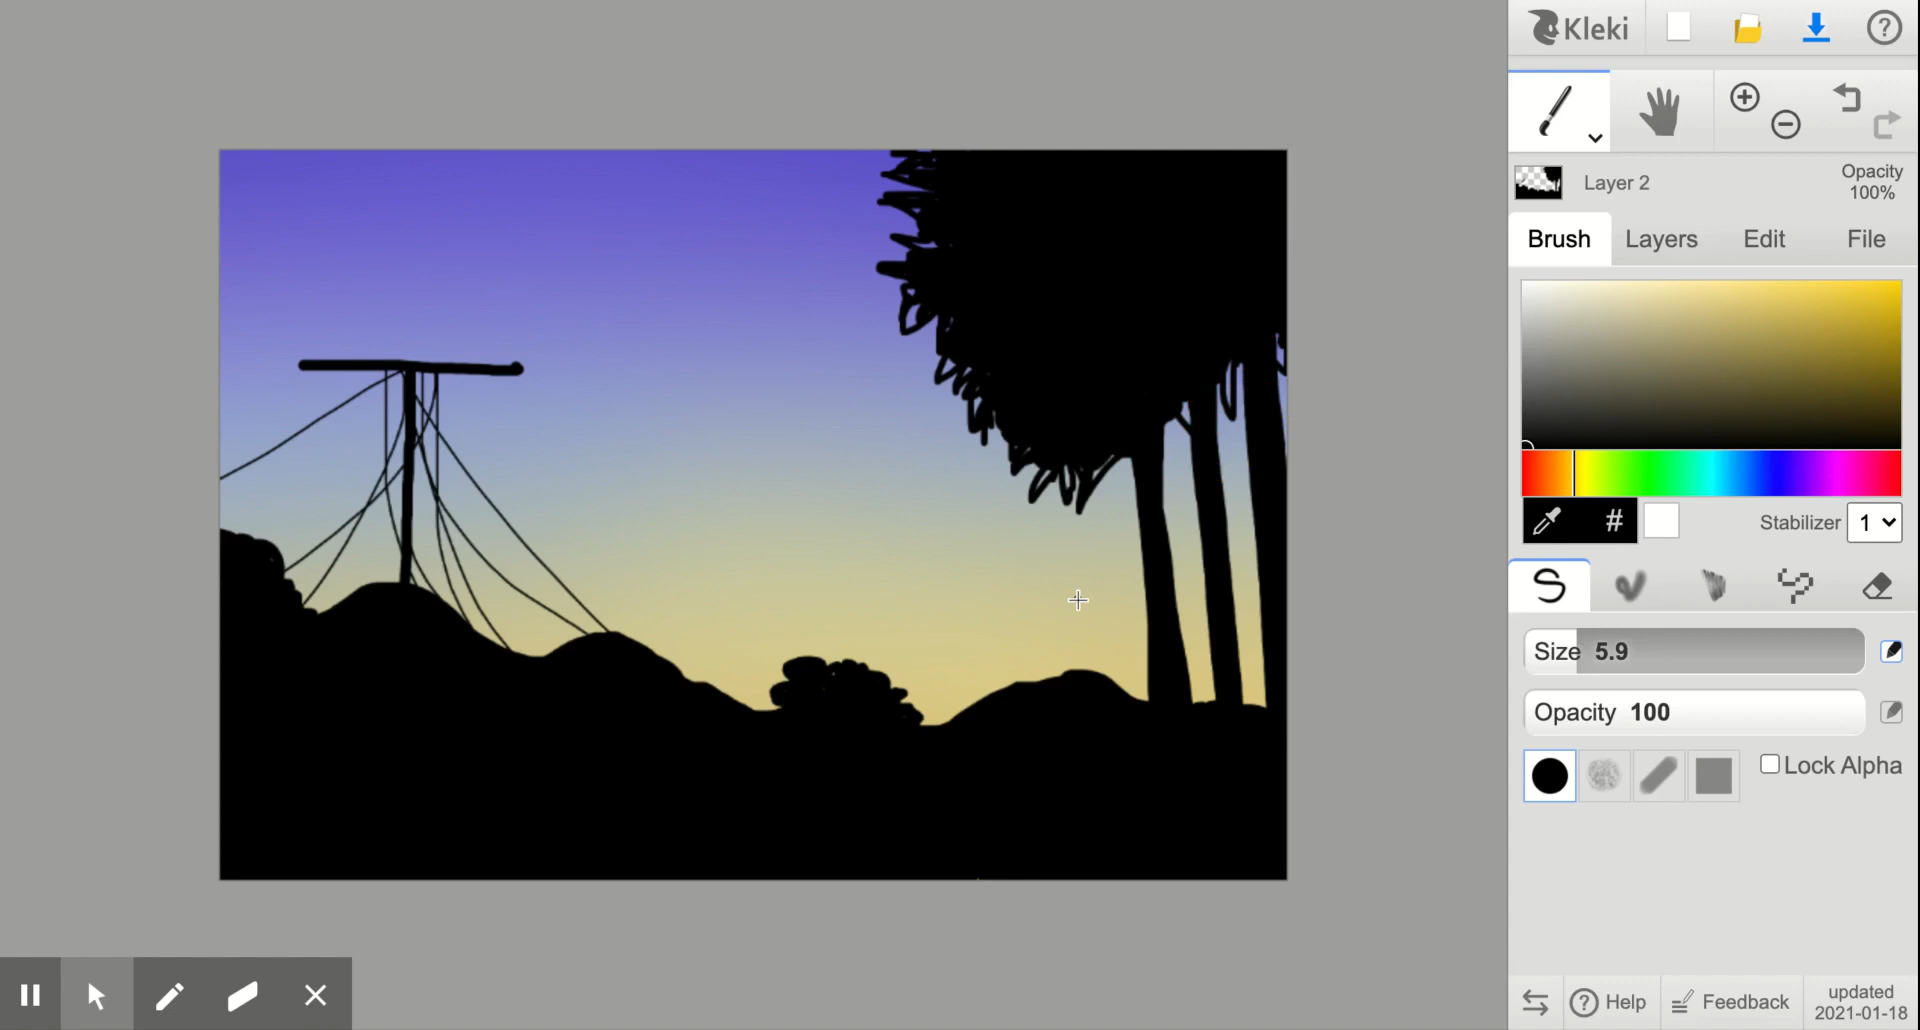 Kleki
Layer 2
Opacity
100%
Brush Layers Edit File
# Stabilizer 1
Size 5.9
Opacity 100
Lock Alpha
Help Feedback
updated
2021-01-18